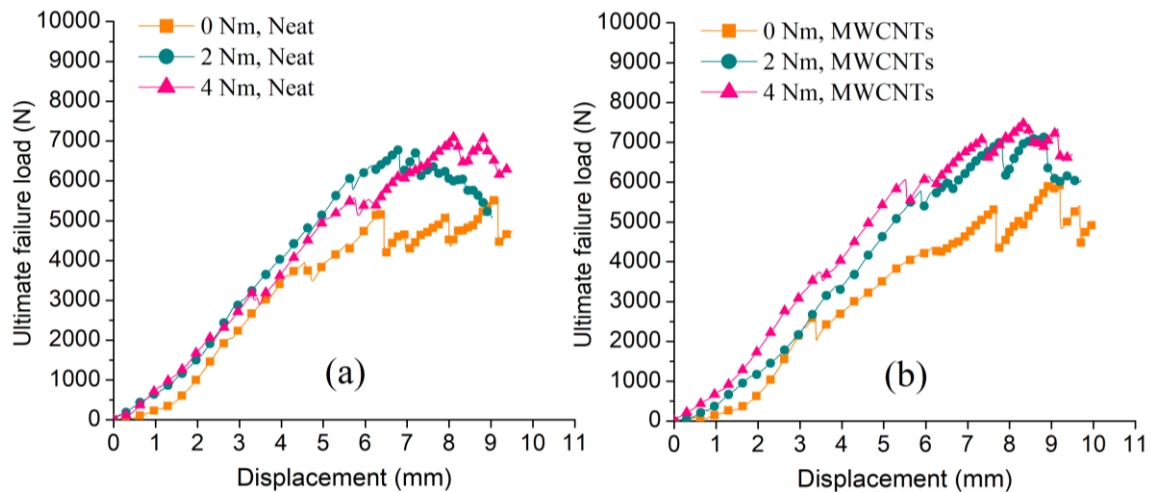 10000
9000
8000
7000
6000
5000
4000
3000
2000
1000
0
Ultimate failure load (N)
0 Nm, Neat
2 Nm, Neat
4 Nm, Neat
(a)
0 1 2 3 4 5 6 7 8 9 10 11
Displacement (mm)
10000
9000
8000
7000
6000
5000
4000
3000
2000
1000
0
Ultimate failure load (N)
0 Nm, MWCNTs
2 Nm, MWCNTs
4 Nm, MWCNTs
(b)
0 1 2 3 4 5 6 7 8 9 10 11
Displacement (mm)